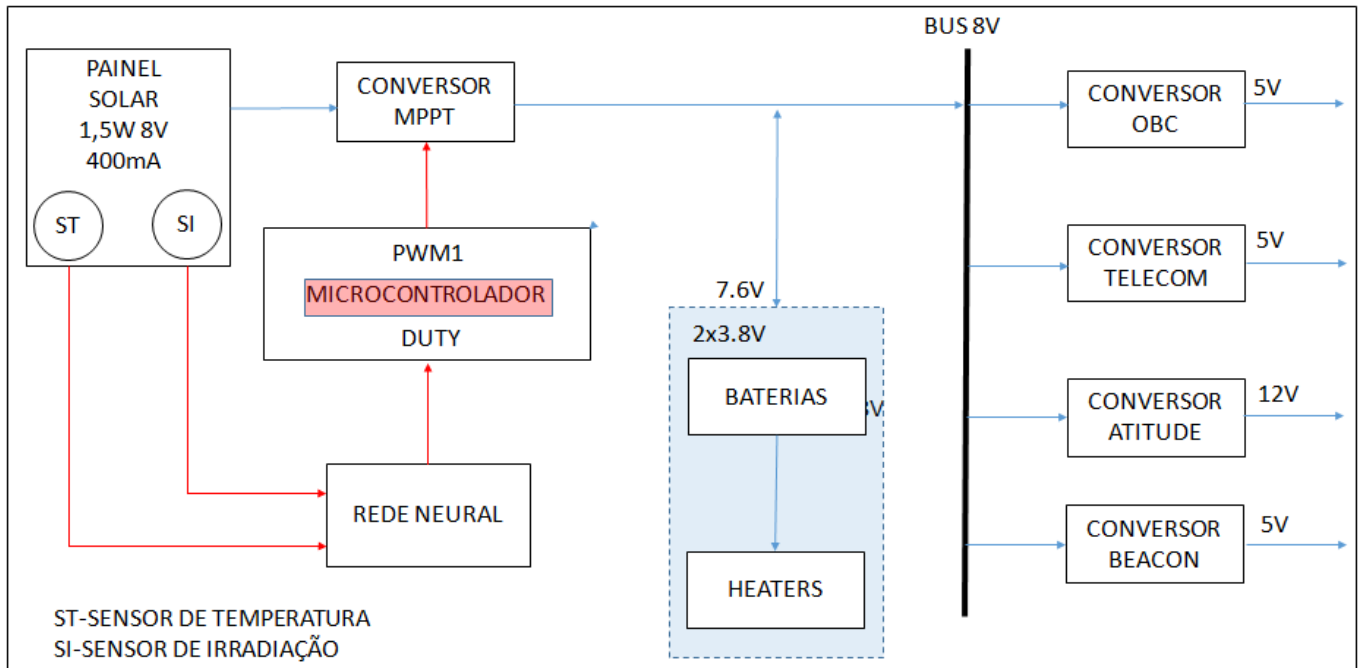 BUS 8V
PAINEL
SOLAR
1,5W 8V
400mA
ST
SI
CONVERSOR
MPPT
PWM1
MICROCONTROLADOR
DUTY
REDE NEURAL
7.6V
2x3.8V
BATERIAS
HEATERS
CONVERSOR
OBC
5V
CONVERSOR
TELECOM
5V
CONVERSOR
ATITUDE
12V
CONVERSOR
BEACON
5V
ST-SENSOR DE TEMPERATURA
SI-SENSOR DE IRRADIAÇÃO